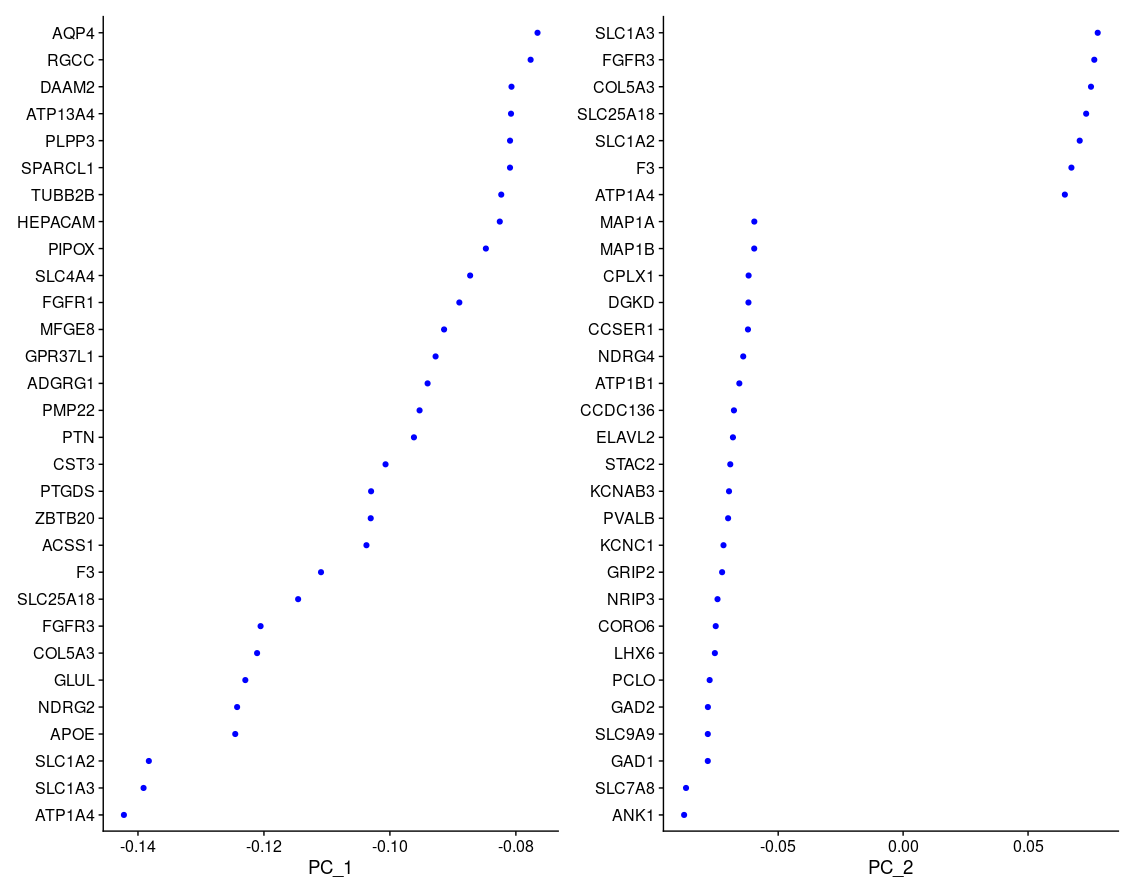 AQP4
RGCC
DAAM2
ATP13A4
PLPP3
SPARCL1
TUBB2B
HEPACAM
PIPOX
SLC4A4
FGFR1
MFGE8
GPR37L1
ADGRG1
PMP22
PTN
CST3
PTGDS
ZBTB20
ACSS1
F3
SLC25A18
FGFR3
COL5A3
GLUL
NDRG2
APOE
SLC1A2
SLC1A3
ATP1A4
-0.14 -0.12 -0.10 -0.08
PC_1
SLC1A3
FGFR3
COL5A3
SLC25A18
SLC1A2
F3
ATP1A4
MAP1A
MAP1B
CPLX1
DGKD
CCSER1
NDRG4
ATP1B1
CCDC136
ELAVL2
STAC2
KCNAB3
PVALB
KCNC1
GRIP2
NRIP3
CORO6
LHX6
PCLO
GAD2
SLC9A9
GAD1
SLC7A8
ANK1
-0.05 0.00 0.05
PC_2